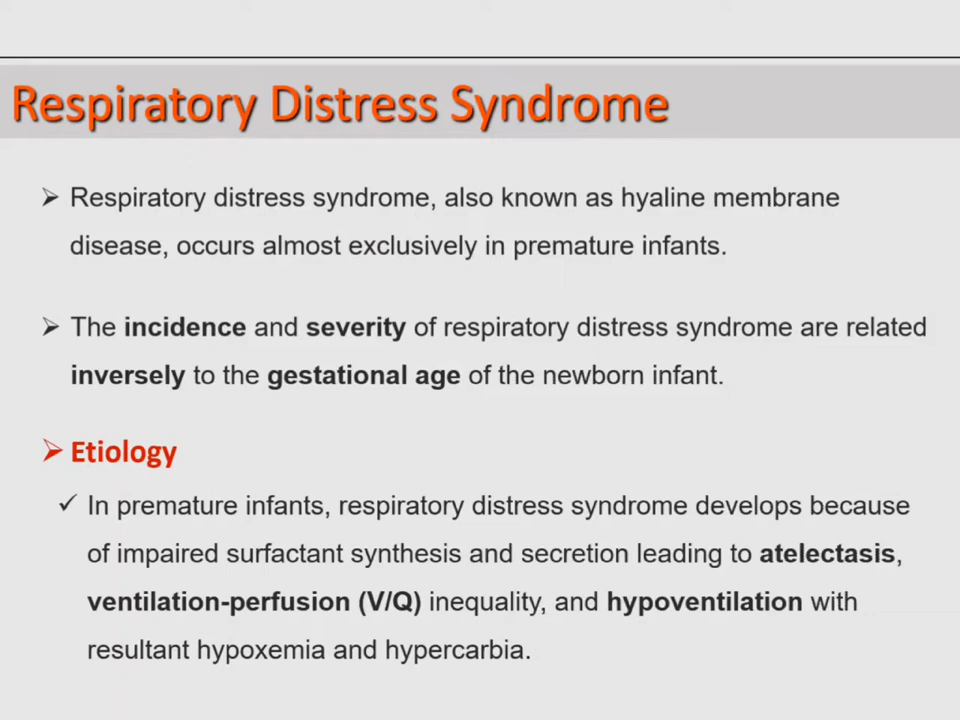 Respiratory Distress Syndrome
➢ Respiratory distress syndrome, also known as hyaline membrane
disease, occurs almost exclusively in premature infants.
➢ The incidence and severity of respiratory distress syndrome are related
inversely to the gestational age of the newborn infant.
➢ Etiology
✓ In premature infants, respiratory distress syndrome develops because
of impaired surfactant synthesis and secretion leading to atelectasis,
ventilation-perfusion (V/Q) inequality, and hypoventilation with
resultant hypoxemia and hypercarbia.